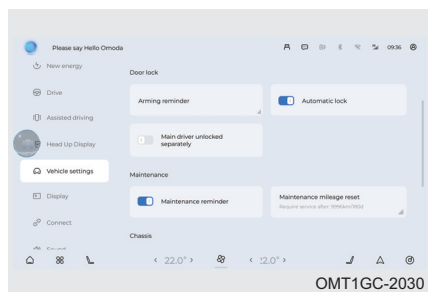 Please say Hello Omoda
09:36
New energy
Door lock
Drive
Arming reminder
Automatic lock
Assisted driving
Head Up Display
Main driver unlocked
separately
Vehicle settings
Maintenance
Display
Maintenance reminder
Maintenance mileage reset
Connect
Chassis
Sound
22.0°
OMT1GC-2030